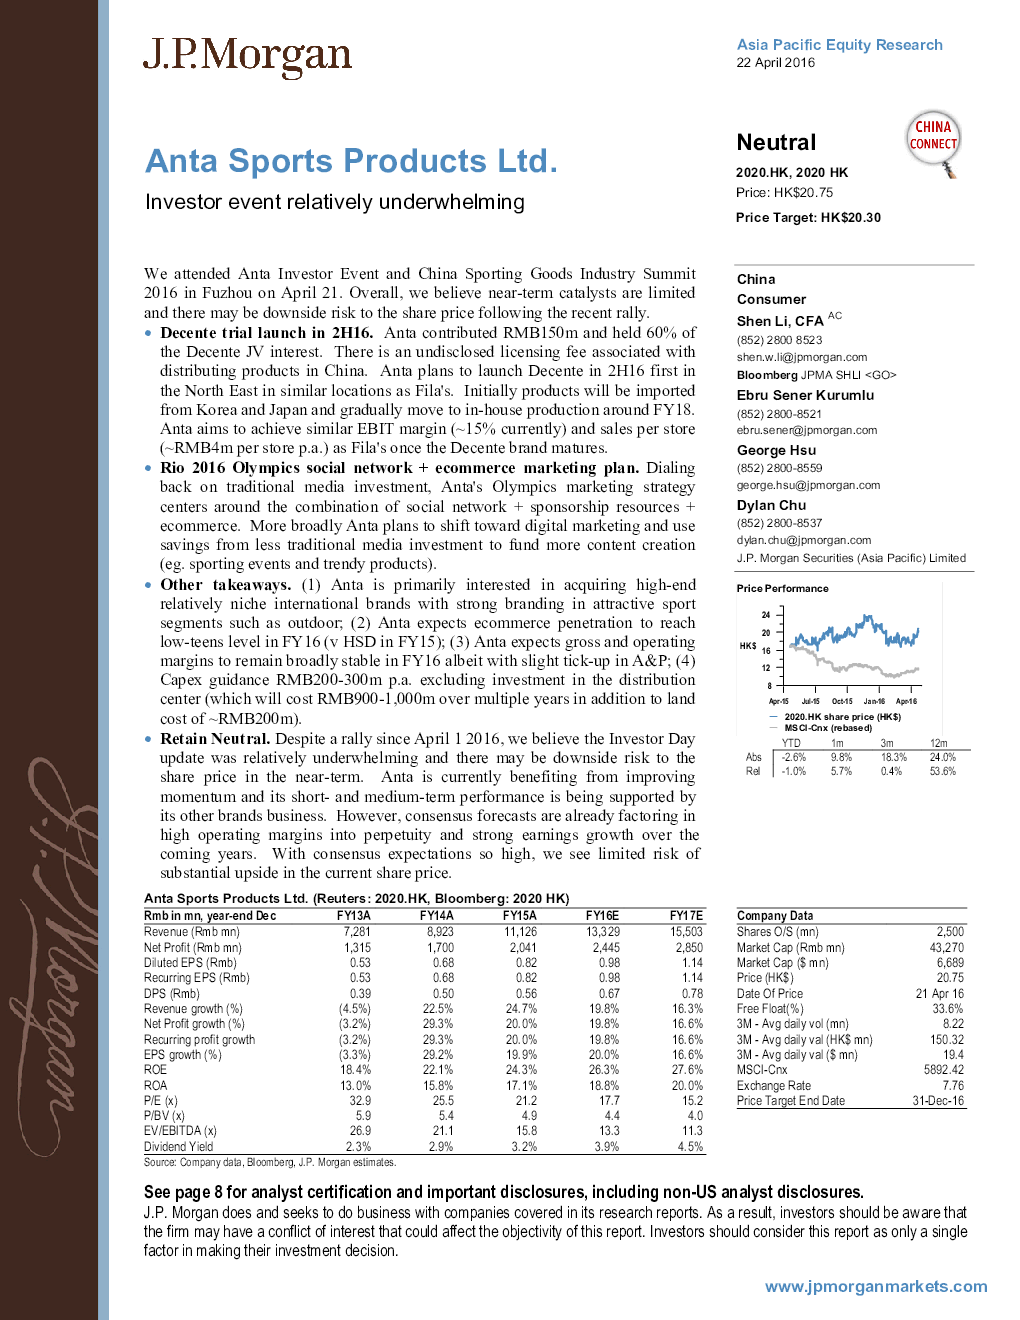 J.P.Morgan
Asia Pacific Equity Research
22 April 2016
Anta Sports Products Ltd.
Investor event relatively underwhelming
Neutral
CHINA
CONNECT
2020.HK, 2020 HK
Price: HK$20.75
Price Target: HK$20.30
We attended Anta Investor Event and China Sporting Goods Industry Summit
2016 in Fuzhou on April 21. Overall, we believe near-term catalysts are limited
and there may be downside risk to the share price following the recent rally.
• Decente trial launch in 2H16. Anta contributed RMB150m and held 60% of
the Decente JV interest. There is an undisclosed licensing fee associated with
distributing products in China. Anta plans to launch Decente in 2H16 first in
the North East in similar locations as Fila's. Initially products will be imported
from Korea and Japan and gradually move to in-house production around FY18.
Anta aims to achieve similar EBIT margin (~15% currently) and sales per store
(~RMB4m per store p.a.) as Fila's once the Decente brand matures.
• Rio 2016 Olympics social network + ecommerce marketing plan. Dialing
back on traditional media investment, Anta's Olympics marketing strategy
centers around the combination of social network + sponsorship resources +
ecommerce. More broadly Anta plans to shift toward digital marketing and use
savings from less traditional media investment to fund more content creation
(eg. sporting events and trendy products).
• Other takeaways. (1) Anta is primarily interested in acquiring high-end
relatively niche international brands with strong branding in attractive sport
segments such as outdoor; (2) Anta expects ecommerce penetration to reach
low-teens level in FY16 (v HSD in FY15); (3) Anta expects gross and operating
margins to remain broadly stable in FY16 albeit with slight tick-up in A&P; (4)
Capex guidance RMB200-300m p.a. excluding investment in the distribution
center (which will cost RMB900-1,000m over multiple years in addition to land
cost of ~RMB200m).
• Retain Neutral. Despite a rally since April 1 2016, we believe the Investor Day
update was relatively underwhelming and there may be downside risk to the
share price in the near-term. Anta is currently benefiting from improving
momentum and its short- and medium-term performance is being supported by
its other brands business. However, consensus forecasts are already factoring in
high operating margins into perpetuity and strong earnings growth over the
coming years. With consensus expectations so high, we see limited risk of
substantial upside in the current share price.
China
Consumer
Shen Li, CFA AC
(852) 2800 8523
shen.w.li@jpmorgan.com
Bloomberg JPMA SHLI <GO>
Ebru Sener Kurumlu
(852) 2800-8521
ebru.sener@jpmorgan.com
George Hsu
(852) 2800-8559
george.hsu@jpmorgan.com
Dylan Chu
(852) 2800-8537
dylan.chu@jpmorgan.com
J.P. Morgan Securities (Asia Pacific) Limited
Price Performance
24
20
HK$ 16
12
8
Apr-15 Jul-15 Oct-15 Jan-16 Apr-16
2020.HK share price (HK$)
MSCI-Cnx (rebased)
YTD 1m 3m 12m
Abs -2.6% 9.8% 18.3% 24.0%
Rel -1.0% 5.7% 0.4% 53.6%
Anta Sports Products Ltd. (Reuters: 2020.HK, Bloomberg: 2020 HK)
Rmb in mn, year-end Dec FY13A FY14A FY15A FY16E FY17E
Revenue (Rmb mn) 7,281 8,923 11,126 13,329 15,503
Net Profit (Rmb mn) 1,315 1,700 2,041 2,445 2,850
Diluted EPS (Rmb) 0.53 0.68 0.82 0.98 1.14
Recurring EPS (Rmb) 0.53 0.68 0.82 0.98 1.14
DPS (Rmb) 0.39 0.50 0.56 0.67 0.78
Revenue growth (%) (4.5%) 22.5% 24.7% 19.8% 16.3%
Net Profit growth (%) (3.2%) 29.3% 20.0% 19.8% 16.6%
Recurring profit growth (3.2%) 29.3% 20.0% 19.8% 16.6%
EPS growth (%) (3.3%) 29.2% 19.9% 20.0% 16.6%
ROE 18.4% 22.1% 24.3% 26.3% 27.6%
ROA 13.0% 15.8% 17.1% 18.8% 20.0%
P/E (x) 32.9 25.5 21.2 17.7 15.2
P/BV (x) 5.9 5.4 4.9 4.4 4.0
EV/EBITDA (x) 26.9 21.1 15.8 13.3 11.3
Dividend Yield 2.3% 2.9% 3.2% 3.9% 4.5%
Source: Company data, Bloomberg, J.P. Morgan estimates.
Company Data
Shares O/S (mn) 2,500
Market Cap (Rmb mn) 43,270
Market Cap ($ mn) 6,689
Price (HK$) 20.75
Date Of Price 21 Apr 16
Free Float(%) 33.6%
3M - Avg daily vol (mn) 8.22
3M - Avg daily val (HK$ mn) 150.32
3M - Avg daily val ($ mn) 19.4
MSCI-Cnx 5892.42
Exchange Rate 7.76
Price Target End Date 31-Dec-16
J.P.Morgan
See page 8 for analyst certification and important disclosures, including non-US analyst disclosures.
J.P. Morgan does and seeks to do business with companies covered in its research reports. As a result, investors should be aware that
the firm may have a conflict of interest that could affect the objectivity of this report. Investors should consider this report as only a single
factor in making their investment decision.
www.jpmorganmarkets.com